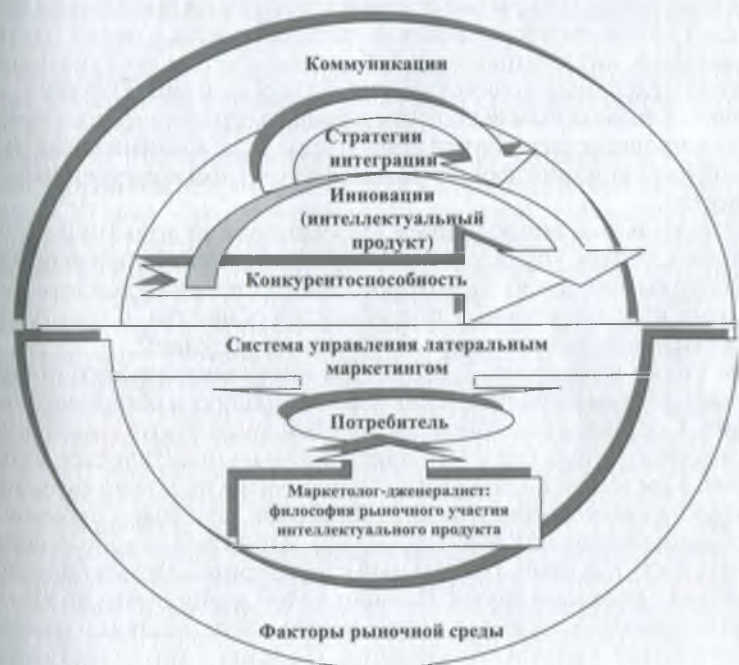 Коммуникации
Стратегии
интеграции
Инновации
(интеллектуальный
продукт)
Конкурентоспособность
Система управления латеральным
маркетингом
Потребитель
Маркетолог-дженералист:
философия рыночного участия
интеллектуального продукта
Факторы рыночной среды